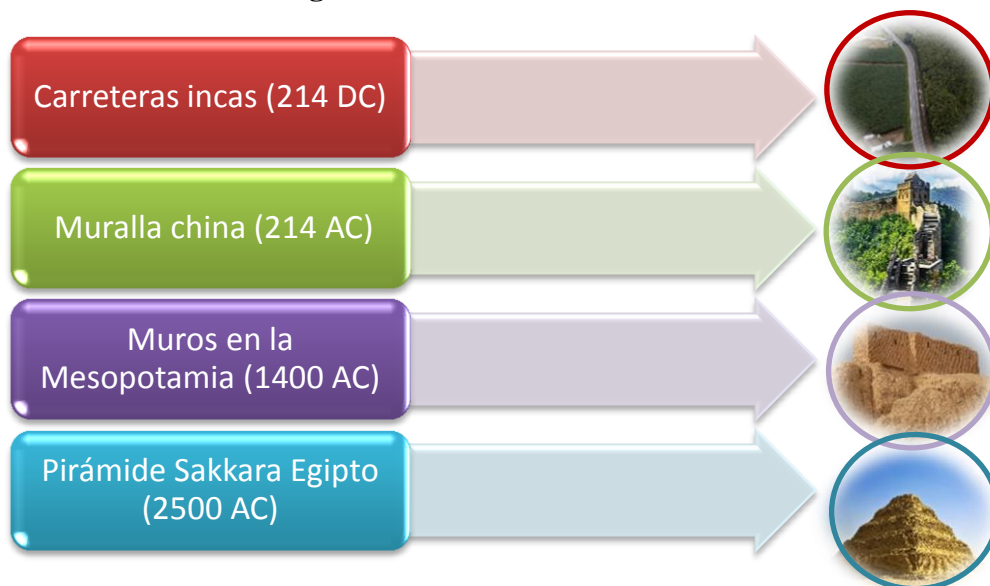 Carreteras incas (214 DC)
Muralla china (214 AC)
Muros en la
Mesopotamia (1400 AC)
Pirámide Sakkara Egipto
(2500 AC)